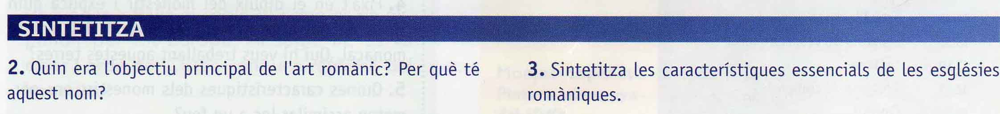 SINTETITZA
2. Quin era l'objectiu principal de l'art romànic? Per què té
aquest nom?
3. Sintetitza les característiques essencials de les esglésies
romàniques.